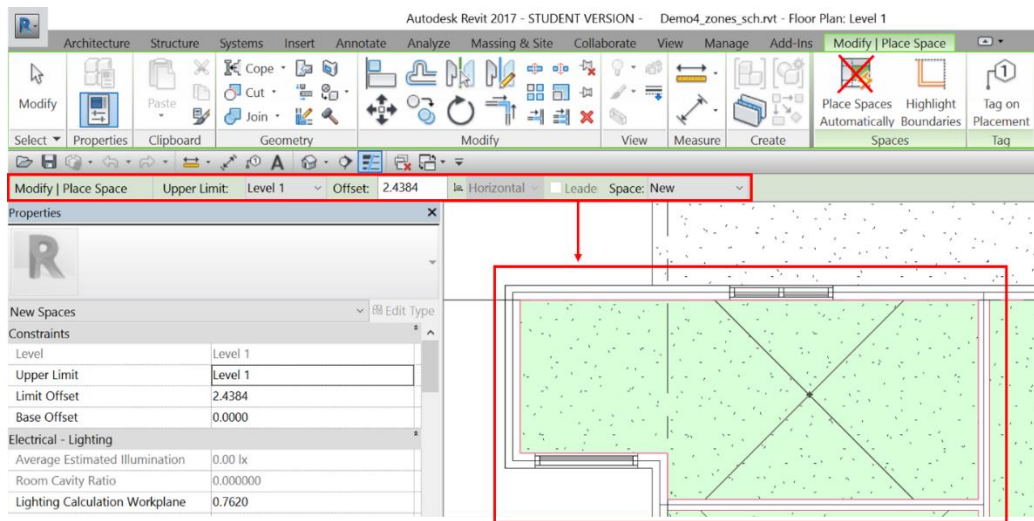 Autodesk Revit 2017 - STUDENT VERSION - Demo4_zones_sch.rvt - Floor Plan: Level 1
R
Architecture Structure Systems Insert Annotate Analyze Massing & Site Collaborate View Manage Add-Ins Modify | Place Space
Modify
Paste
Cope
Cut
Join
Place Spaces Automatically
Highlight Boundaries
1
Tag on Placement
Select Properties Clipboard Geometry Modify View Measure Create Spaces Tag
A
Modify | Place Space Upper Limit: Level 1 Offset: 2.4384 Horizontal Leade Space: New
Properties
R
New Spaces Edit Type
Constraints
Level Level 1
Upper Limit Level 1
Limit Offset 2.4384
Base Offset 0.0000
Electrical - Lighting
Average Estimated Illumination 0.00 lx
Room Cavity Ratio 0.000000
Lighting Calculation Workplane 0.7620